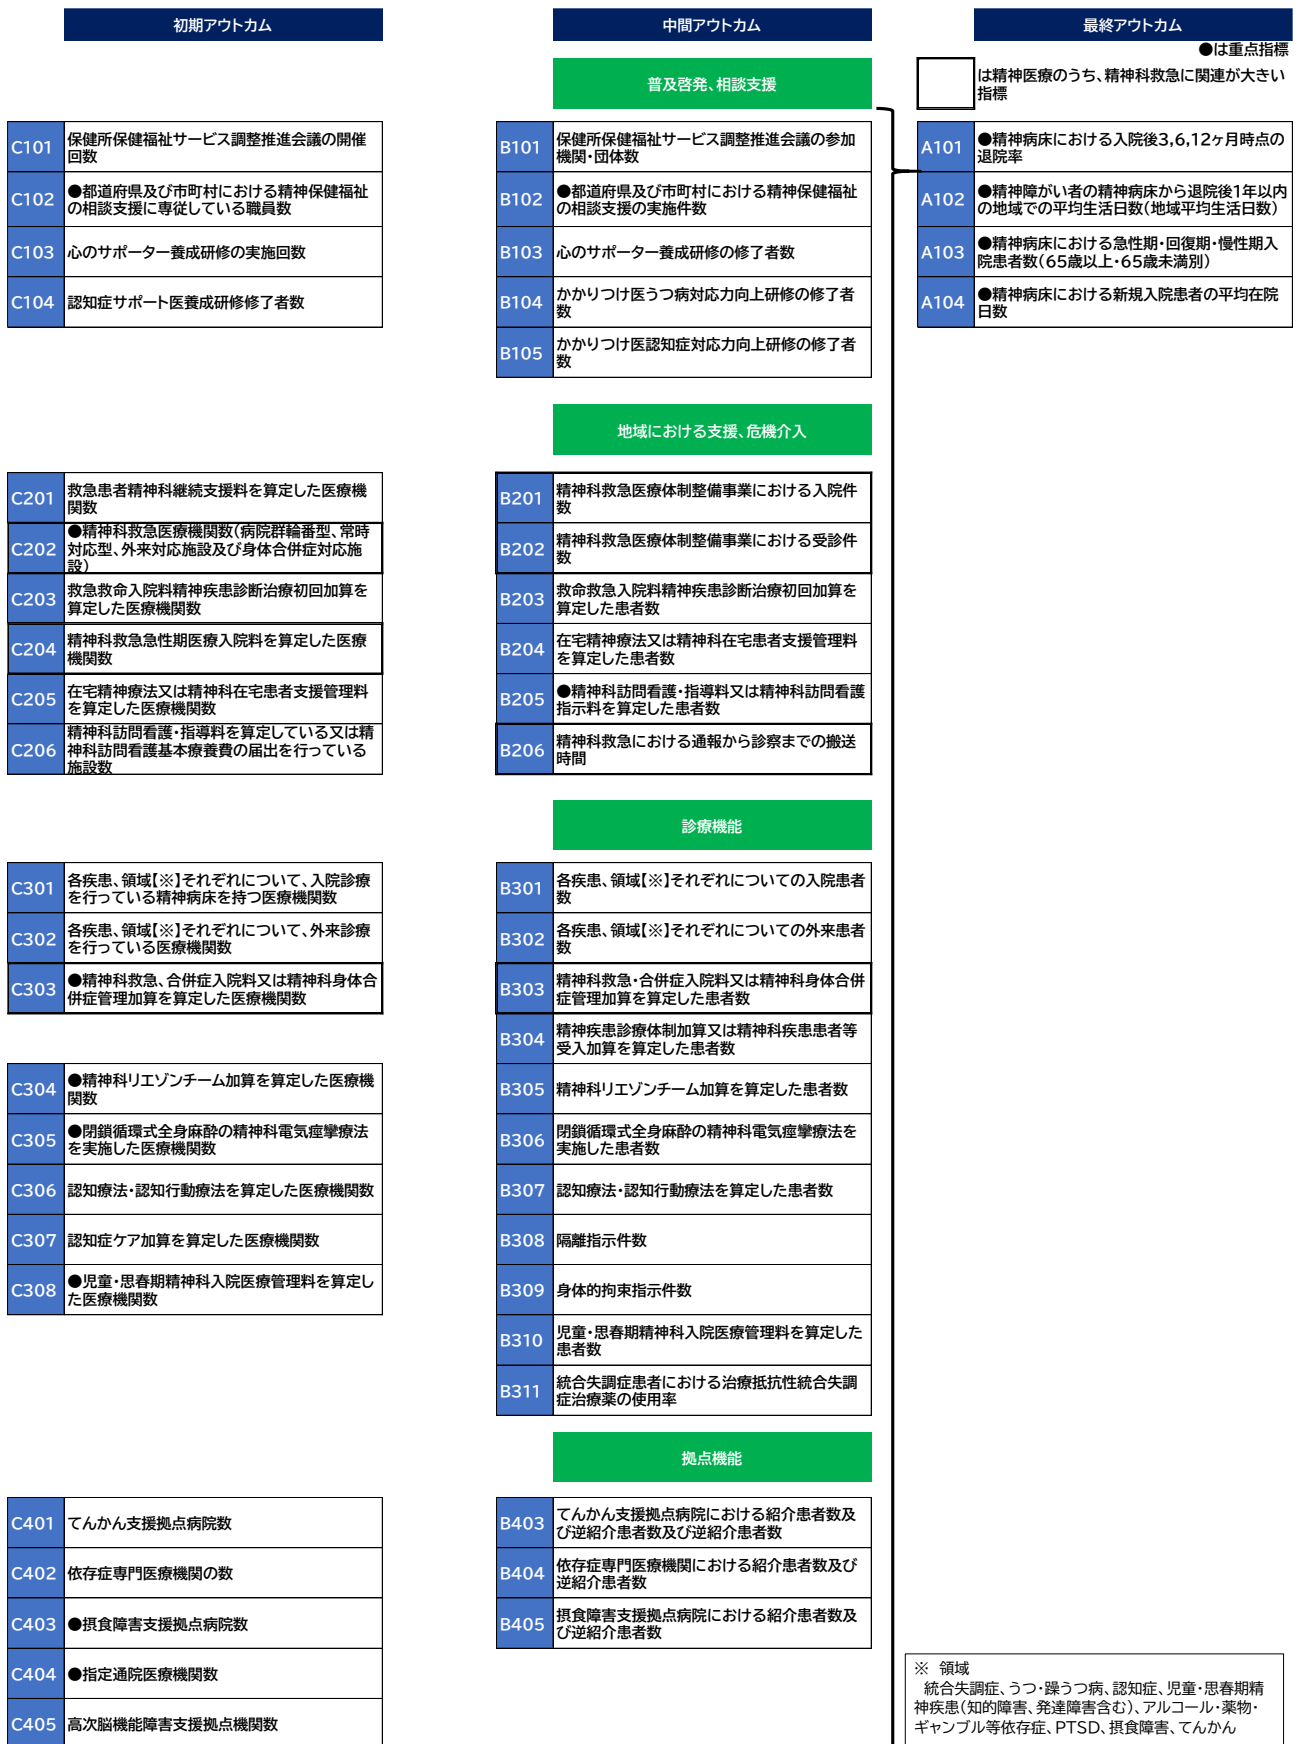 初期アウトカム
中間アウトカム
最終アウトカム
●は重点指標
は精神医療のうち、精神科救急に関連が大きい
指標
普及啓発、相談支援
C101
保健所保健福祉サービス調整推進会議の開催
回数
C102
●都道府県及び市町村における精神保健福祉
の相談支援に専従している職員数
C103
心のサポーター養成研修の実施回数
C104
認知症サポート医養成研修修了者数
B101
保健所保健福祉サービス調整推進会議の参加
機関・団体数
B102
●都道府県及び市町村における精神保健福祉
の相談支援の実施件数
B103
心のサポーター養成研修の修了者数
B104
かかりつけ医うつ病対応力向上研修の修了者
数
B105
かかりつけ医認知症対応力向上研修の修了者
数
A101
●精神病床における入院後3,6,12ヶ月時点の
退院率
A102
●精神障がい者の精神病床から退院後1年以内
の地域での平均生活日数(地域平均生活日数)
A103
●精神病床における急性期・回復期・慢性期入
院患者数(65歳以上・65歳未満別)
A104
●精神病床における新規入院患者の平均在院
日数
地域における支援、危機介入
C201
救急患者精神科継続支援料を算定した医療機
関数
C202
●精神科救急医療機関数(病院群輪番型、常時
対応型、外来対応施設及び身体合併症対応施
設)
C203
救急救命入院料精神疾患診断治療初回加算を
算定した医療機関数
C204
精神科救急急性期医療入院料を算定した医療
機関数
C205
在宅精神療法又は精神科在宅患者支援管理料
を算定した医療機関数
C206
精神科訪問看護・指導料を算定している又は精
神科訪問看護基本療養費の届出を行っている
施設数
B201
精神科救急医療体制整備事業における入院件
数
B202
精神科救急医療体制整備事業における受診件
数
B203
救命救急入院料精神疾患診断治療初回加算を
算定した患者数
B204
在宅精神療法又は精神科在宅患者支援管理料
を算定した患者数
B205
●精神科訪問看護・指導料又は精神科訪問看護
指示料を算定した患者数
B206
精神科救急における通報から診察までの搬送
時間
診療機能
C301
各疾患、領域【※】それぞれについて、入院診療
を行っている精神病床を持つ医療機関数
C302
各疾患、領域【※】それぞれについて、外来診療
を行っている医療機関数
C303
●精神科救急、合併症入院料又は精神科身体合
併症管理加算を算定した医療機関数
C304
●精神科リエゾンチーム加算を算定した医療機
関数
C305
●閉鎖循環式全身麻酔の精神科電気痙攣療法
を実施した医療機関数
C306
認知療法・認知行動療法を算定した医療機関数
C307
認知症ケア加算を算定した医療機関数
C308
●児童・思春期精神科入院医療管理料を算定し
た医療機関数
B301
各疾患、領域【※】それぞれについての入院患者
数
B302
各疾患、領域【※】それぞれについての外来患者
数
B303
精神科救急・合併症入院料又は精神科身体合併
症管理加算を算定した患者数
B304
精神疾患診療体制加算又は精神科疾患患者等
受入加算を算定した患者数
B305
精神科リエゾンチーム加算を算定した患者数
B306
閉鎖循環式全身麻酔の精神科電気痙攣療法を
実施した患者数
B307
認知療法・認知行動療法を算定した患者数
B308
隔離指示件数
B309
身体的拘束指示件数
B310
児童・思春期精神科入院医療管理料を算定した
患者数
B311
統合失調症患者における治療抵抗性統合失調
症治療薬の使用率
拠点機能
C401
てんかん支援拠点病院数
C402
依存症専門医療機関の数
C403
●摂食障害支援拠点病院数
C404
●指定通院医療機関数
C405
高次脳機能障害支援拠点機関数
B403
てんかん支援拠点病院における紹介患者数及
び逆紹介患者数及び逆紹介患者数
B404
依存症専門医療機関における紹介患者数及び
逆紹介患者数
B405
摂食障害支援拠点病院における紹介患者数及
び逆紹介患者数
※ 領域
統合失調症、うつ・躁うつ病、認知症、児童・思春期精
神疾患(知的障害、発達障害含む)、アルコール・薬物・
ギャンブル等依存症、PTSD、摂食障害、てんかん